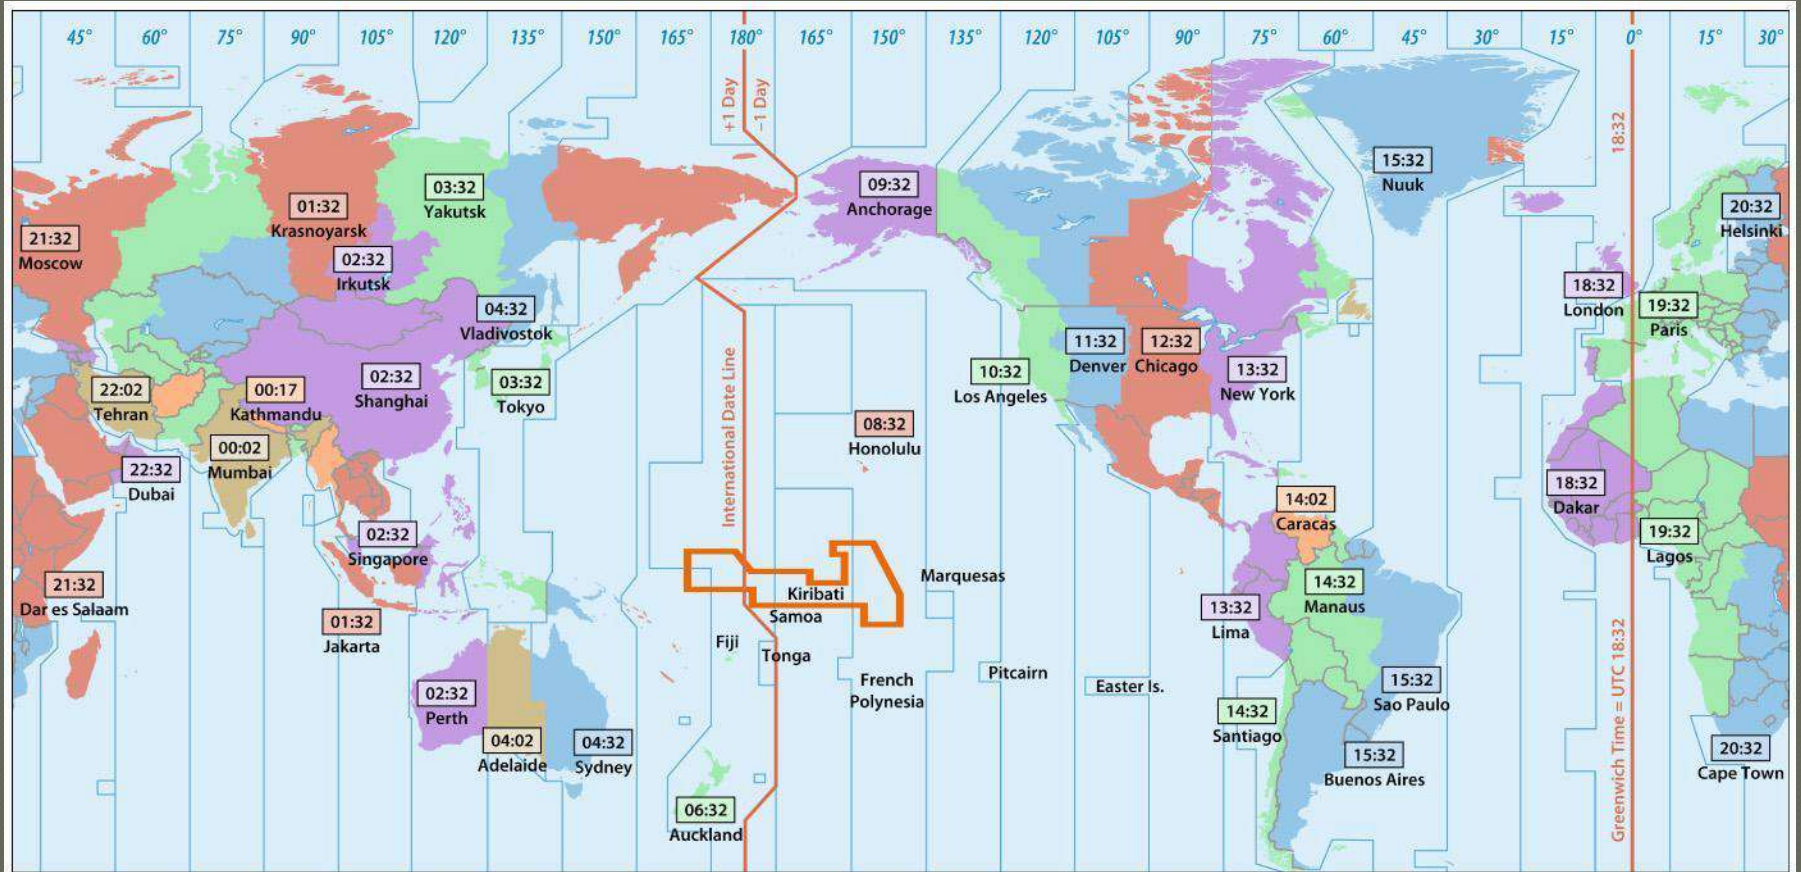 45° 60° 75° 90° 105° 120° 135° 150° 165° 180° 165° 150° 135° 120° 105° 90° 75° 60° 45° 30° 15° 0° 15° 30°
+1 Day
−1 Day
18:32
15:32
Nuuk
09:32
Anchorage
03:32
Yakutsk
01:32
Krasnoyarsk
20:32
Helsinki
21:32
Moscow
02:32
Irkutsk
04:32
Vladivostok
18:32
London
19:32
Paris
11:32
Denver
12:32
Chicago
13:32
New York
10:32
Los Angeles
22:02
Tehran
00:17
Kathmandu
02:32
Shanghai
03:32
Tokyo
International Date Line
08:32
Honolulu
00:02
Mumbai
22:32
Dubai
18:32
Dakar
14:02
Caracas
02:32
Singapore
19:32
Lagos
21:32
Dar es Salaam
Marquesas
Kiribati
Samoa
14:32
Manaus
13:32
Lima
01:32
Jakarta
Fiji
Tonga
Pitcairn
Easter Is.
French
Polynesia
02:32
Perth
15:32
Sao Paulo
14:32
Santiago
04:02
Adelaide
04:32
Sydney
15:32
Buenos Aires
20:32
Cape Town
06:32
Auckland
Greenwich Time = UTC 18:32